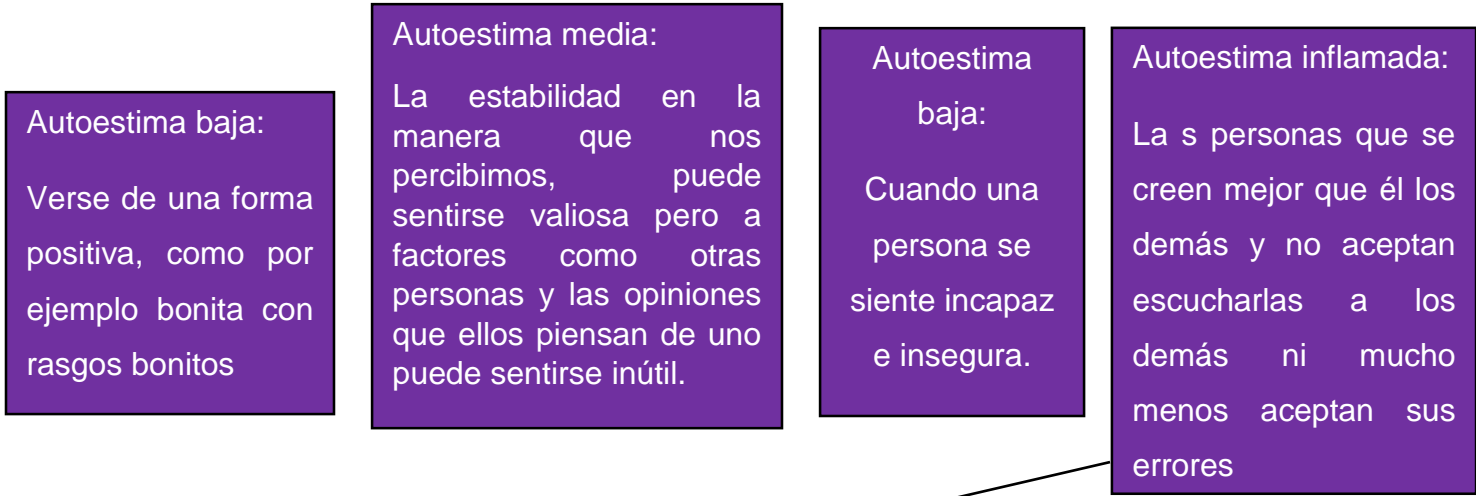 Autoestima baja:
Verse de una forma
positiva, como por
ejemplo bonita con
rasgos bonitos
Autoestima media:
La estabilidad en la
manera que nos
percibimos, puede
sentirse valiosa pero a
factores como otras
personas y las opiniones
que ellos piensan de uno
puede sentirse inútil.
Autoestima
baja:
Cuando una
persona se
siente incapaz
e insegura.
Autoestima inflamada:
La s personas que se
creen mejor que él los
demás y no aceptan
escucharlas a los
demás ni mucho
menos aceptan sus
errores